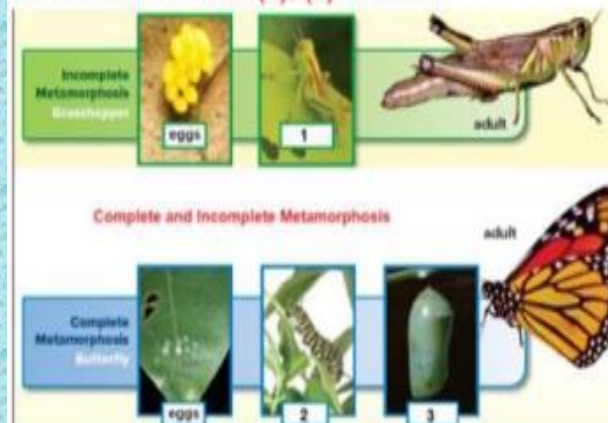 Incomplete
Metamorphosis
Grasshopper
eggs
1
adult
Complete and Incomplete Metamorphosis
adult
Complete
Metamorphosis
Butterfly
eggs
2
3